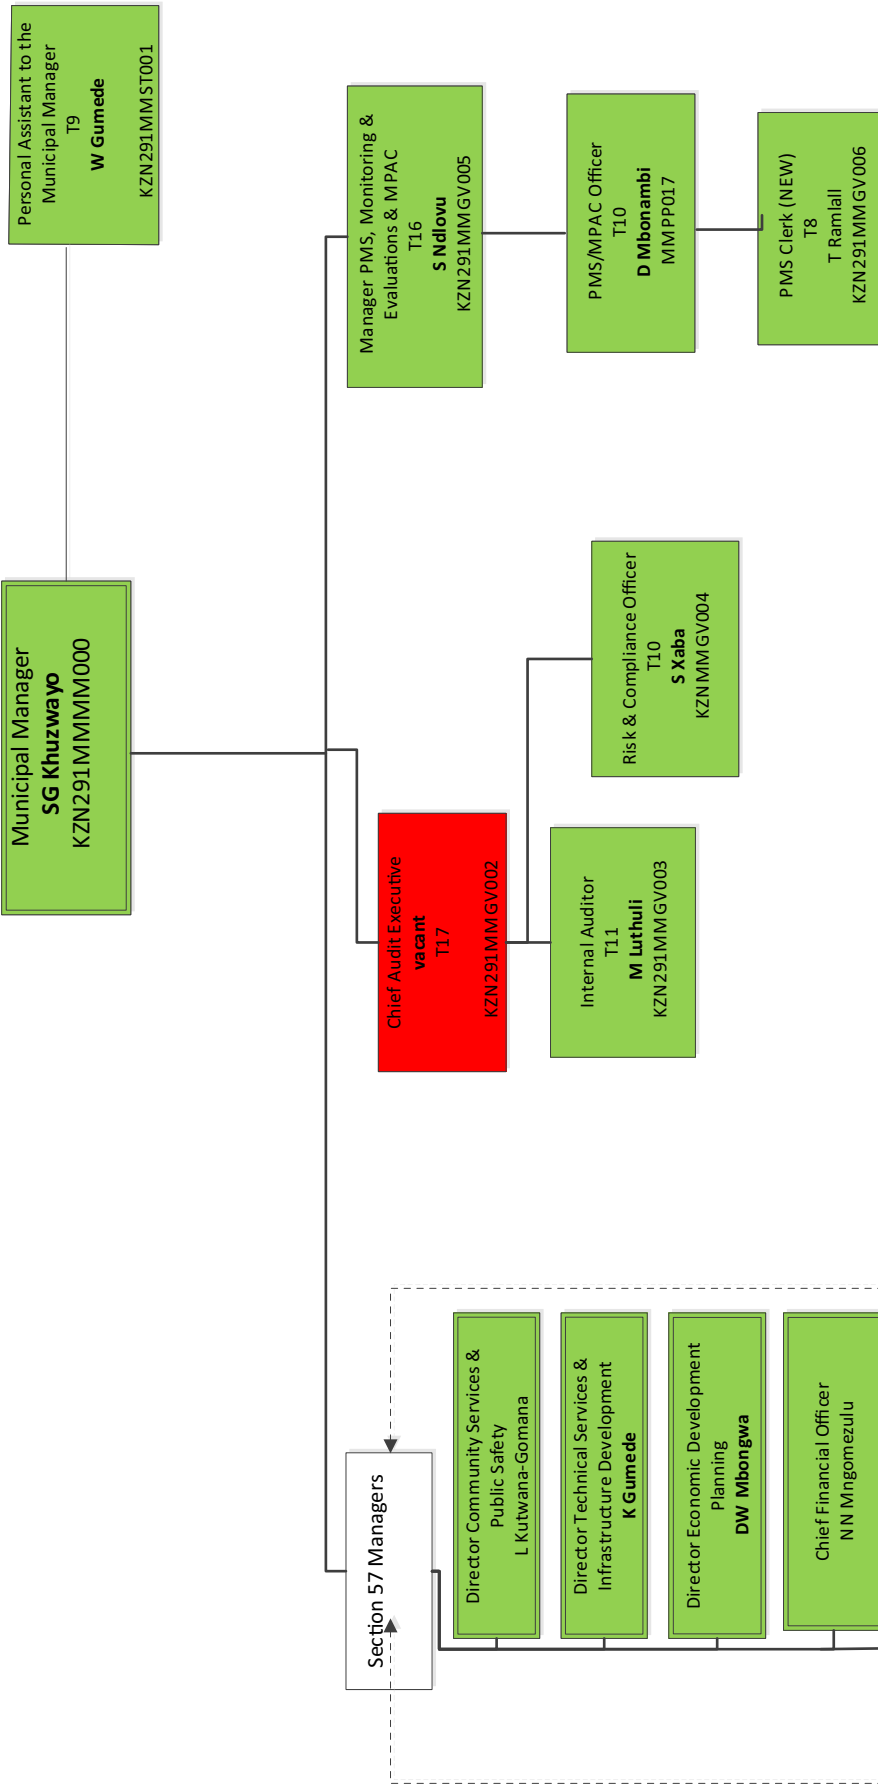 Personal Assistant to the
Municipal Manager
T9
W Gumede
KZN291MMST001
Municipal Manager
SG Khuzwayo
KZN291MMMM000
Section 57 Managers
Director Community Services &
Public Safety
L Kutwana-Gomana
Director Technical Services &
Infrastructure Development
K Gumede
Director Economic Development
Planning
DW Mbongwa
Chief Financial Officer
NN Mngomezulu
Chief Audit Executive
vacant
T17
KZN291MMGV002
Internal Auditor
T11
M Luthuli
KZN291MMGV003
Risk & Compliance Officer
T10
S Xaba
KZNMMGV004
Manager PMS, Monitoring &
Evaluations & MPAC
T16
S Ndlovu
KZN291MMGV005
PMS/MPAC Officer
T10
D Mbonambi
MMPP017
PMS Clerk (NEW)
T8
T Ramlall
KZN291MMGV006